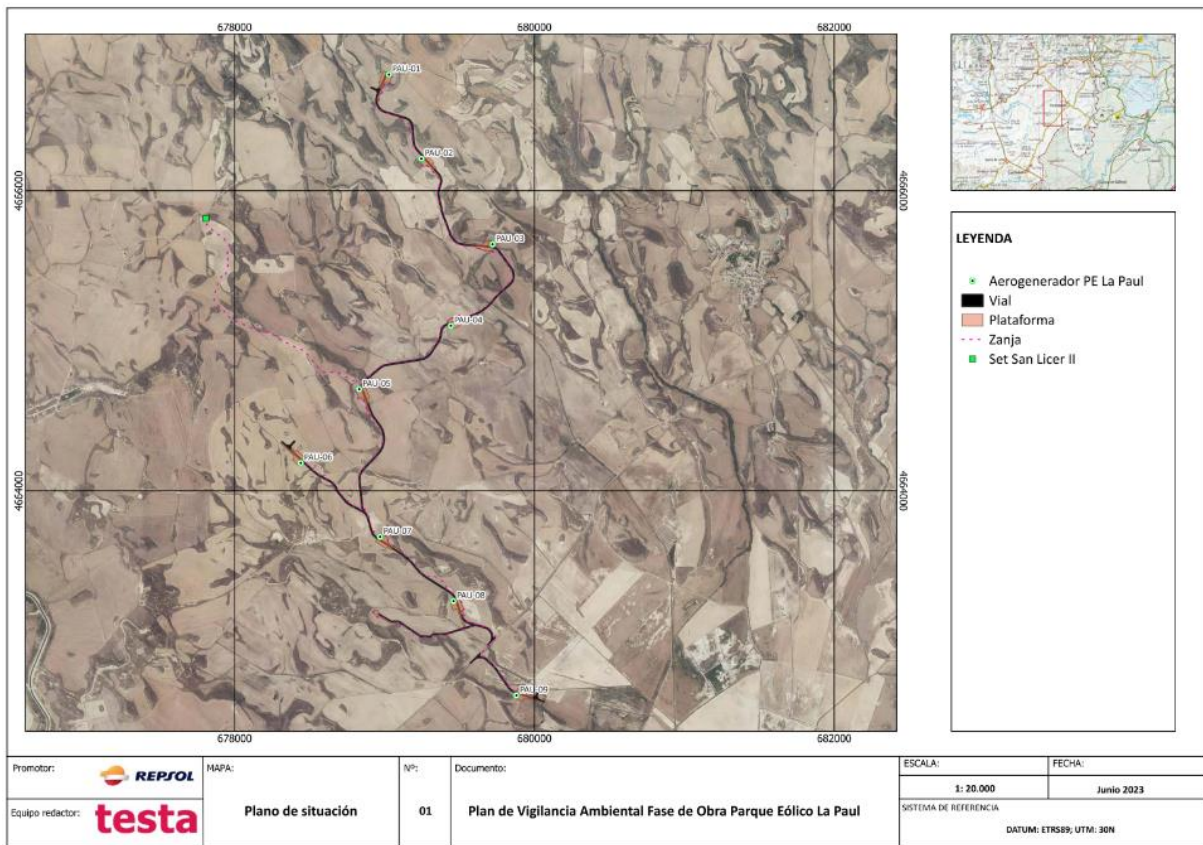 678000
680000
682000
PAU-01
PAU-02
4666000
4666000
PAU-03
PAU-04
PAU-05
PAU-06
4664000
4664000
PAU-07
PAU-08
PAU-09
678000
680000
682000
LEYENDA
Aerogenerador PE La Paul
Vial
Plataforma
Zanja
Set San Licer II
Promotor:
REPSOL
Equipo redactor:
testa
MAPA:
Plano de situación
Nº:
01
Documento:
Plan de Vigilancia Ambiental Fase de Obra Parque Eólico La Paul
ESCALA:
1: 20.000
FECHA:
Junio 2023
SISTEMA DE REFERENCIA
DATUM: ETRS89; UTM: 30N